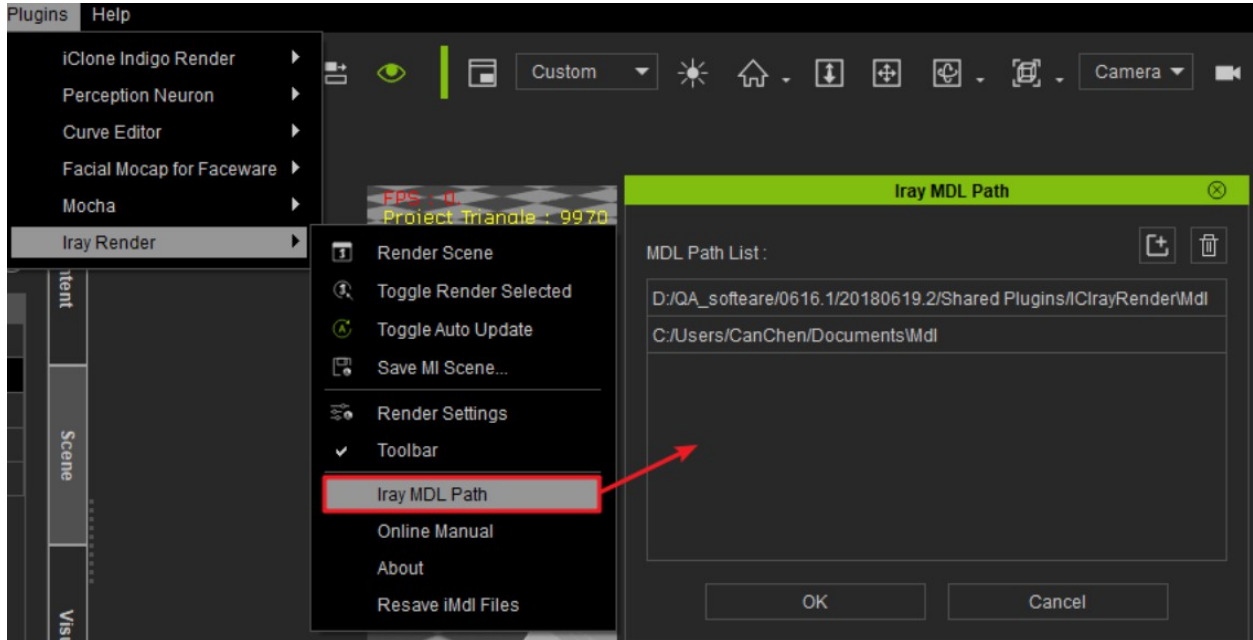 Plugins Help
iClone Indigo Render
Perception Neuron
Curve Editor
Facial Mocap for Faceware
Mocha
Iray Render
Custom
Camera
FPS : 0.
Project Triangle : 9970
Render Scene
Toggle Render Selected
Toggle Auto Update
Save MI Scene...
Render Settings
Toolbar
Iray MDL Path
Online Manual
About
Resave iMdl Files
Scene
Iray MDL Path
MDL Path List :
D:/QA_softeare/0616.1/20180619.2/Shared Plugins/ICIrayRender\Mdl
C:/Users/CanChen/Documents\Mdl
OK Cancel